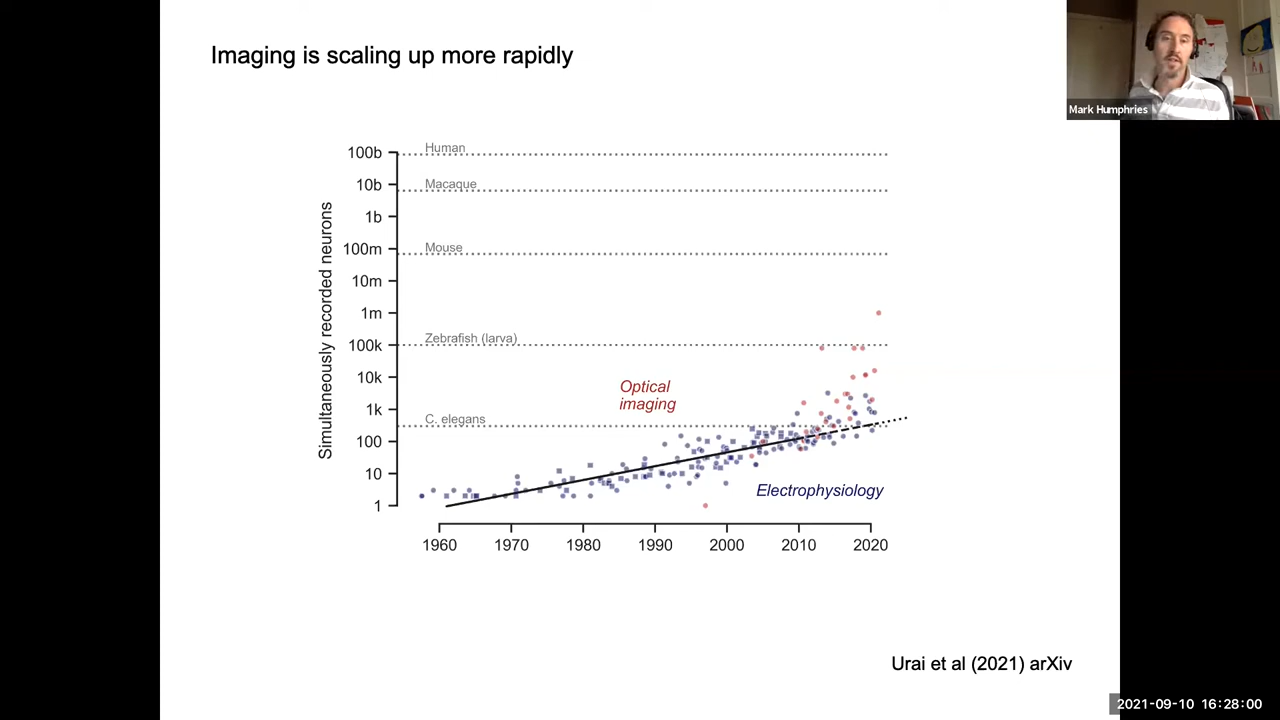 Imaging is scaling up more rapidly
Mark Humphries
Simultaneously recorded neurons
100b
10b
1b
100m
10m
1m
100k
10k
1k
100
10
1
Human
Macaque
Mouse
Zebrafish (larva)
Optical
imaging
C. elegans
Electrophysiology
1960 1970 1980 1990 2000 2010 2020
Urai et al (2021) arXiv
2021-09-10 16:28:00